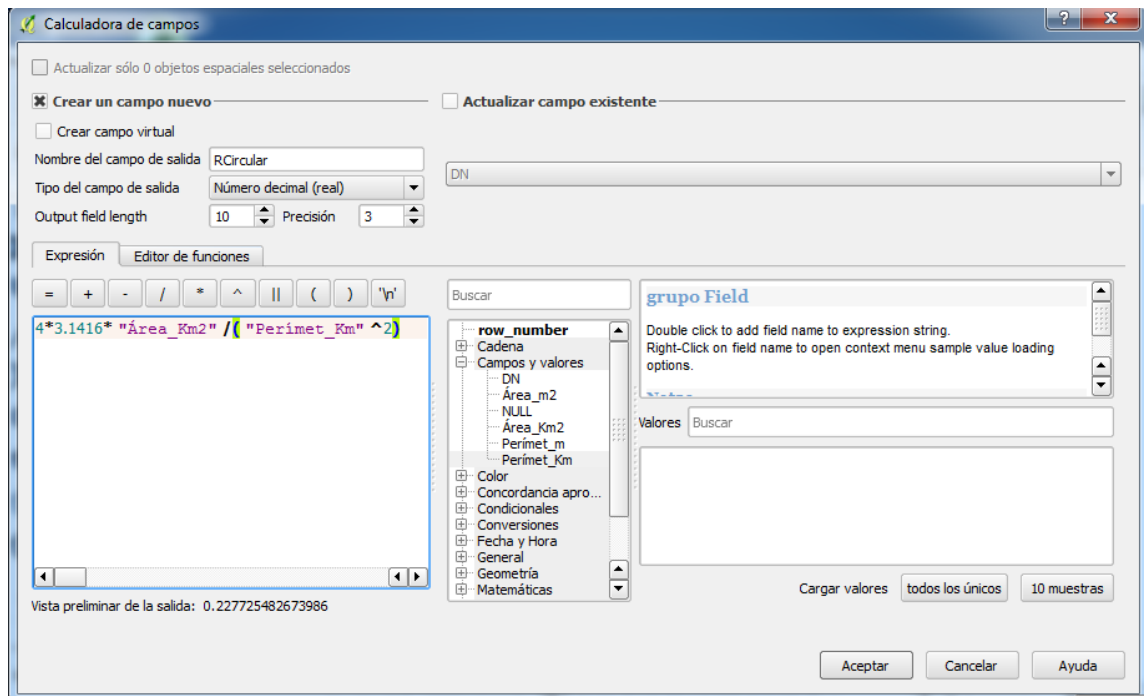 Calculadora de campos
Actualizar sólo 0 objetos espaciales seleccionados
Crear un campo nuevo
Actualizar campo existente
Crear campo virtual
Nombre del campo de salida RCircular
Tipo del campo de salida Número decimal (real)
DN
Output field length 10 Precisión 3
Expresión Editor de funciones
= + - / * ^ || ( ) '\n'
4*3.1416* "Área_Km2" /( "Perímet_Km" ^2)
Vista preliminar de la salida: 0.227725482673986
Buscar
row_number
Cadena
Campos y valores
DN
Área_m2
NULL
Área_Km2
Perímet_m
Perímet_Km
Color
Concordancia apro...
Condicionales
Conversiones
Fecha y Hora
General
Geometría
Matemáticas
grupo Field
Double click to add field name to expression string.
Right-Click on field name to open context menu sample value loading
options.
Valores Buscar
Cargar valores todos los únicos 10 muestras
Aceptar Cancelar Ayuda